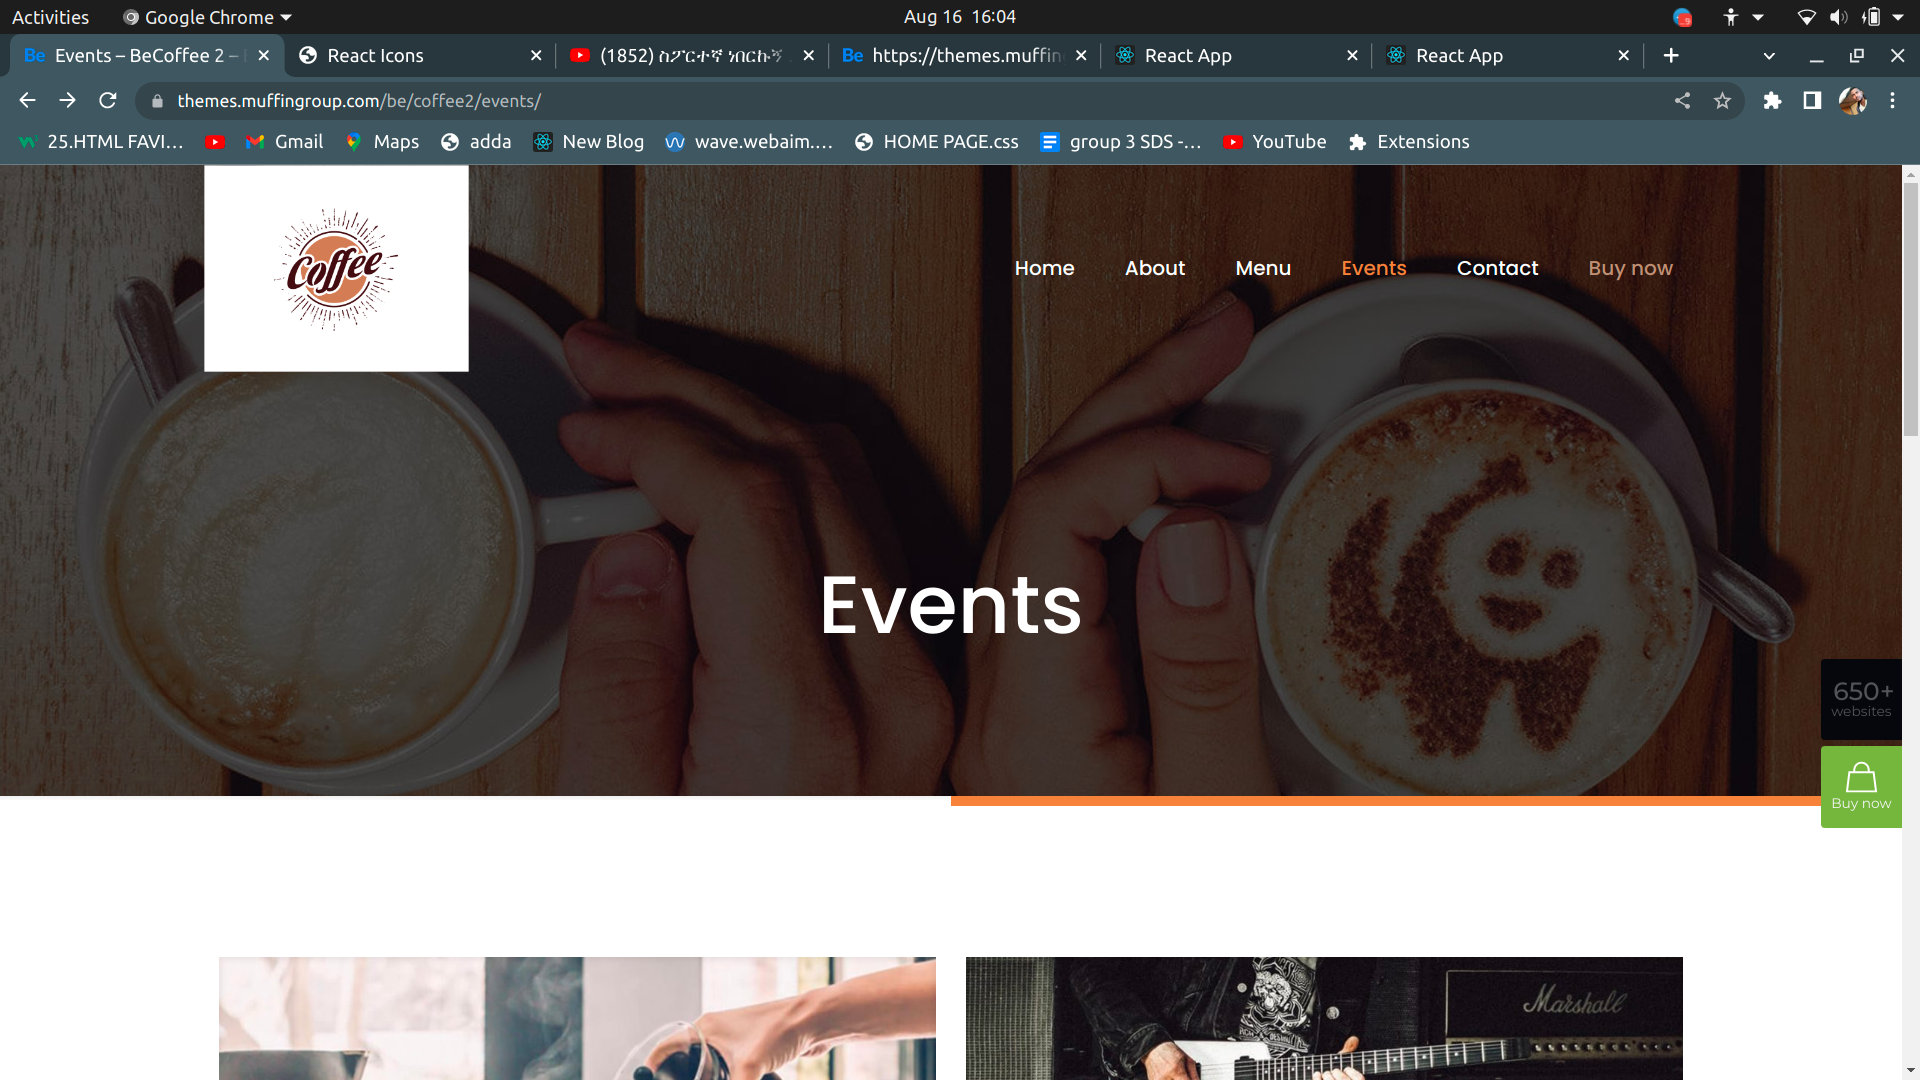 Activities
Google Chrome
Aug 16 16:04
Events – BeCoffee 2 –
React Icons
(1852) ስፖርተኛ ነበርኩኝ
https://themes.muffin
React App
React App
themes.muffingroup.com/be/coffee2/events/
25.HTML FAVI...
Gmail
Maps
adda
New Blog
wave.webaim....
HOME PAGE.css
group 3 SDS -...
YouTube
Extensions
Coffee
Home
About
Menu
Events
Contact
Buy now
Events
650+
websites
Buy now
Marshall